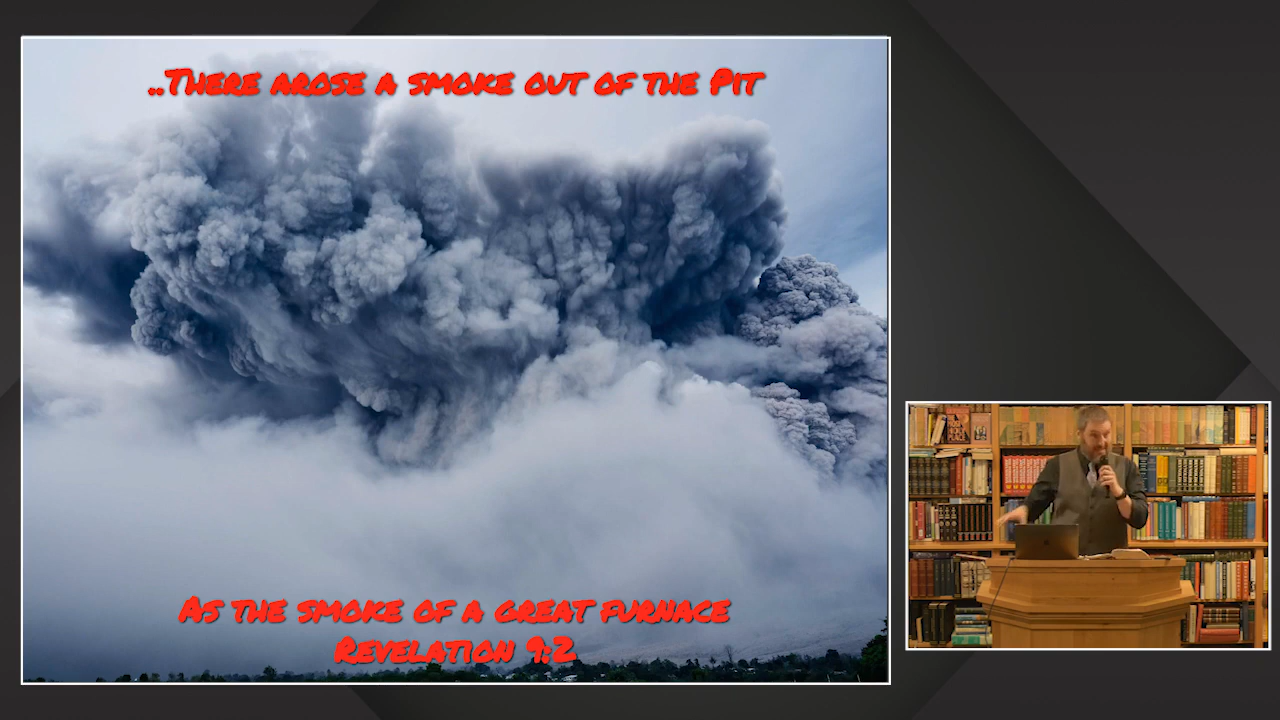 ..There arose a smoke out of the Pit
As the smoke of a great furnace
Revelation 9:2